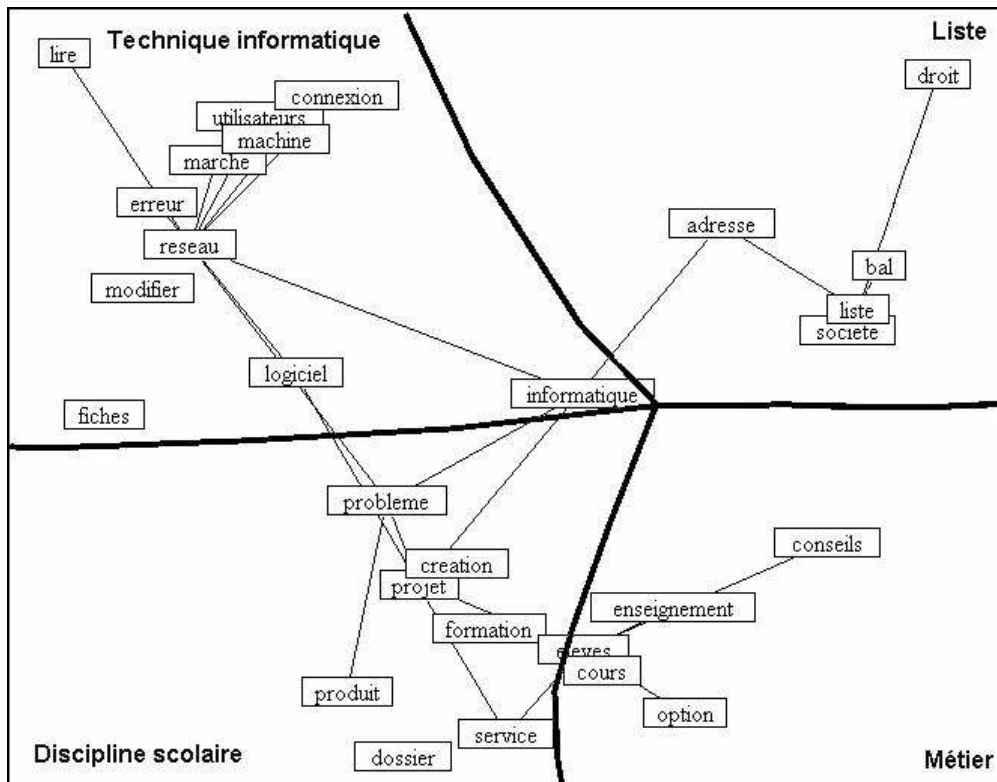 Technique informatique
Liste
lire
droit
connexion
utilisateurs
machine
marche
erreur
adresse
reseau
bal
modifier
liste
societe
logiciel
informatique
fiches
probleme
conseils
creation
projet
enseignement
formation
eleves
cours
produit
option
service
Discipline scolaire
dossier
Métier